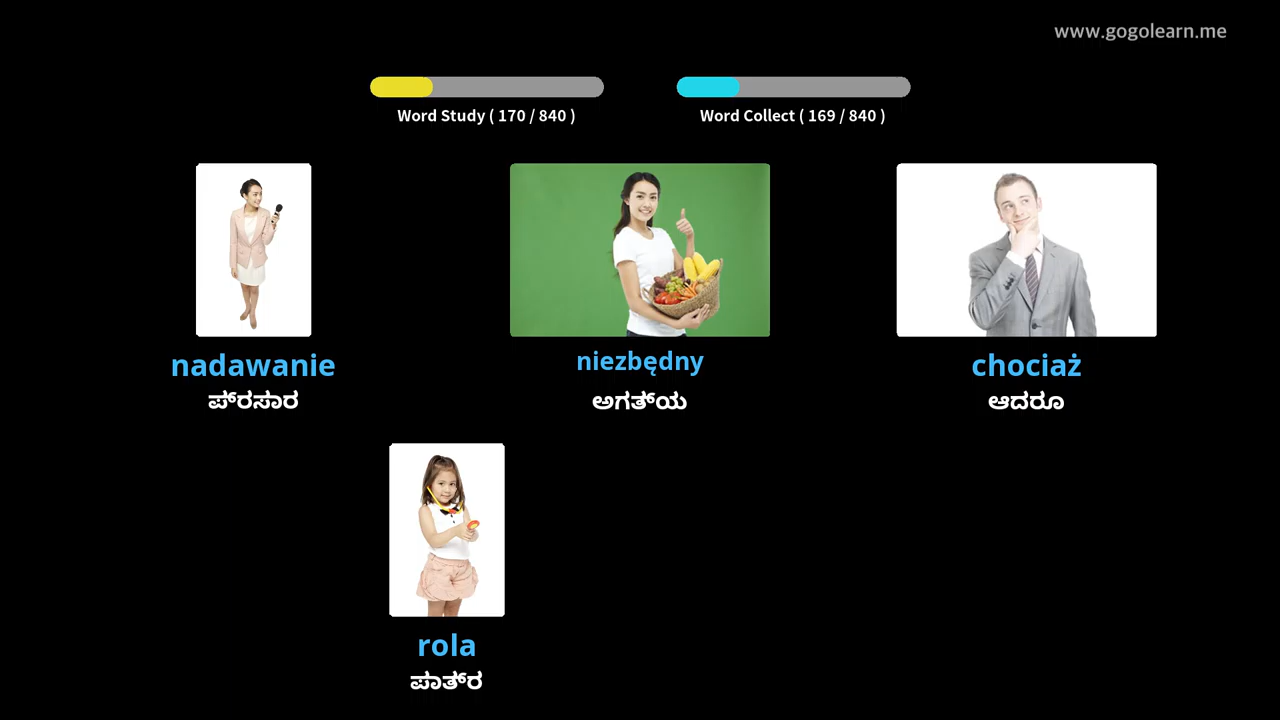 www.gogolearn.me
Word Study ( 170 / 840 )
Word Collect ( 169 / 840 )
nadawanie
ಪ್ರಸಾರ
niezbędny
ಅಗತ್ಯ
chociaż
ಆದರೂ
rola
ಪಾತ್ರ